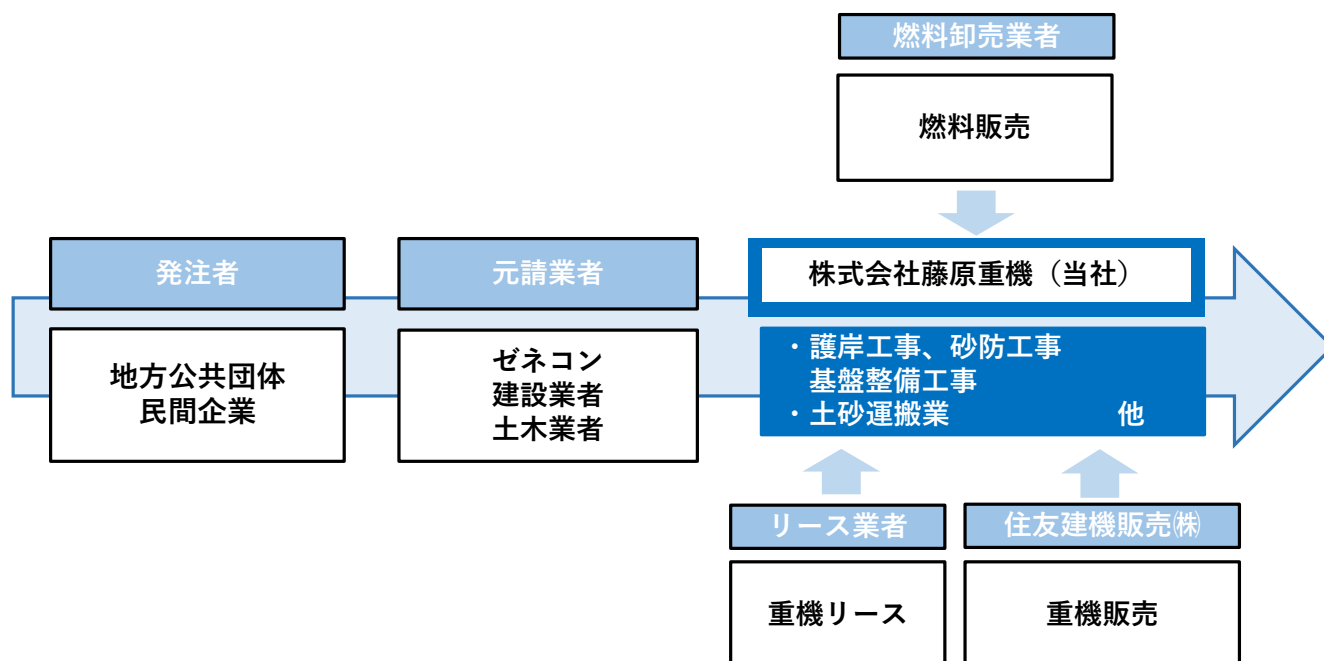 燃料卸売業者
燃料販売
発注者
地方公共団体
民間企業
元請業者
ゼネコン
建設業者
土木業者
株式会社藤原重機（当社）
・護岸工事、砂防工事
基盤整備工事
・土砂運搬業　　　　　　他
リース業者
重機リース
住友建機販売㈱
重機販売